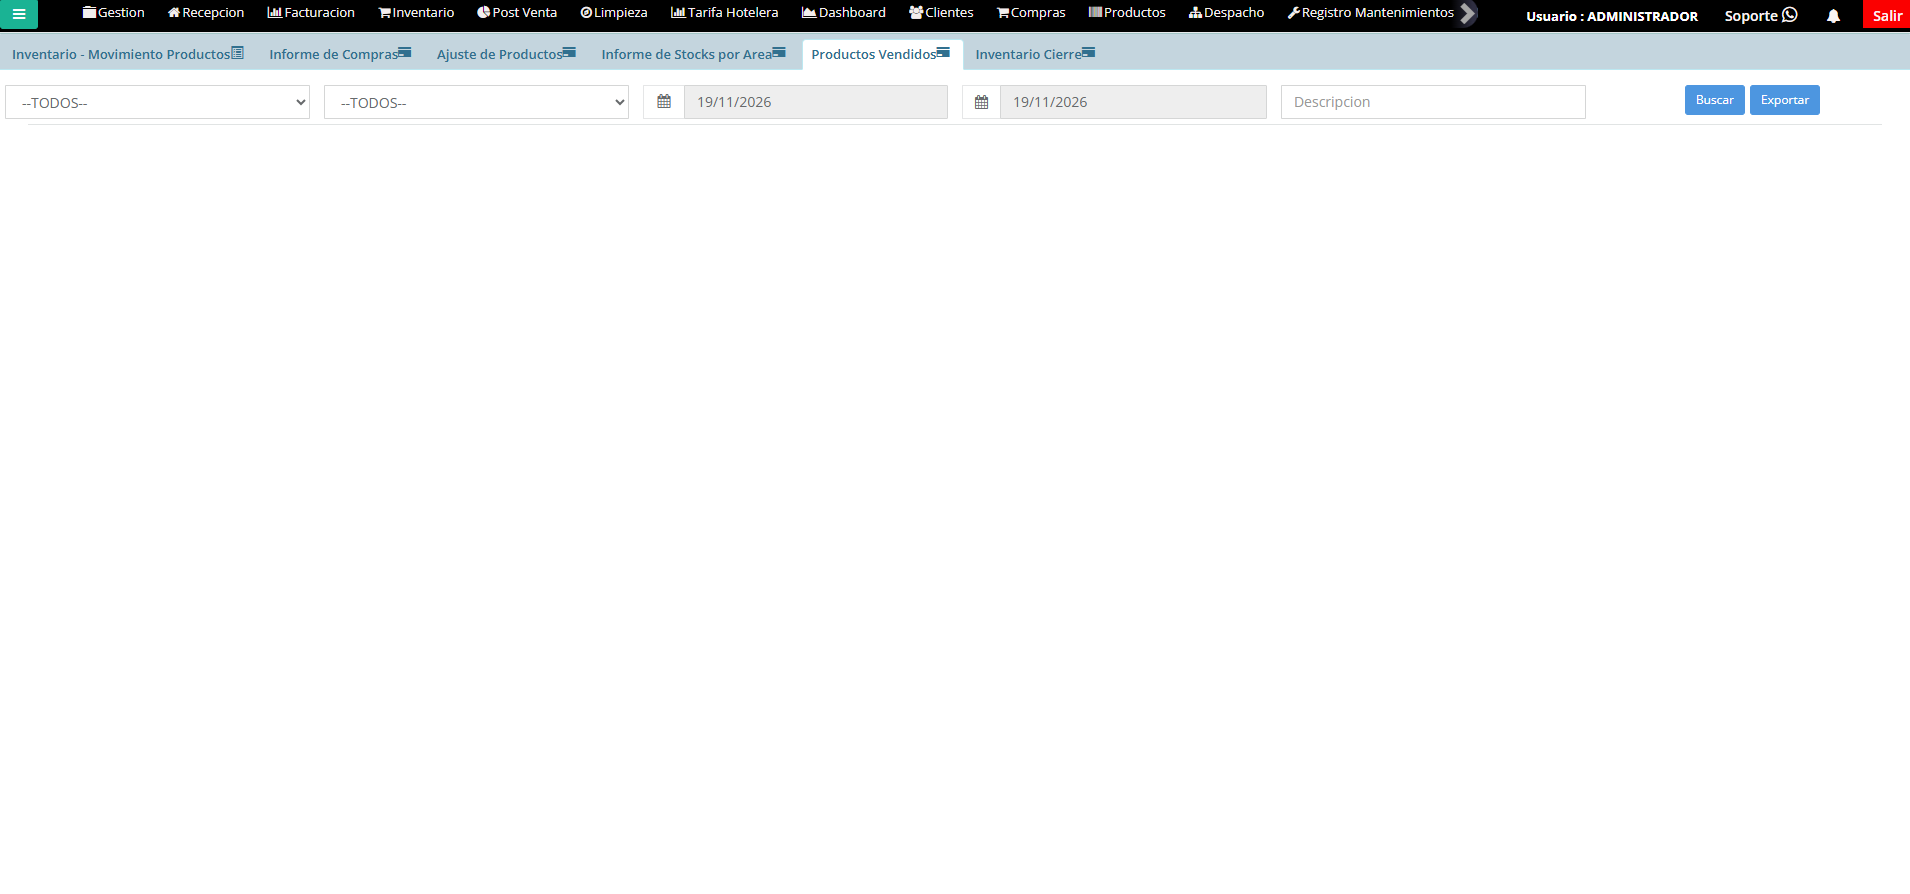 Gestion Recepcion Facturacion Inventario Post Venta Limpieza Tarifa Hotelera Dashboard Clientes Compras Productos Despacho Registro Mantenimientos Usuario : ADMINISTRADOR Soporte Salir
Inventario - Movimiento Productos Informe de Compras Ajuste de Productos Informe de Stocks por Area Productos Vendidos Inventario Cierre
--TODOS-- --TODOS-- 19/11/2026 19/11/2026 Descripcion Buscar Exportar